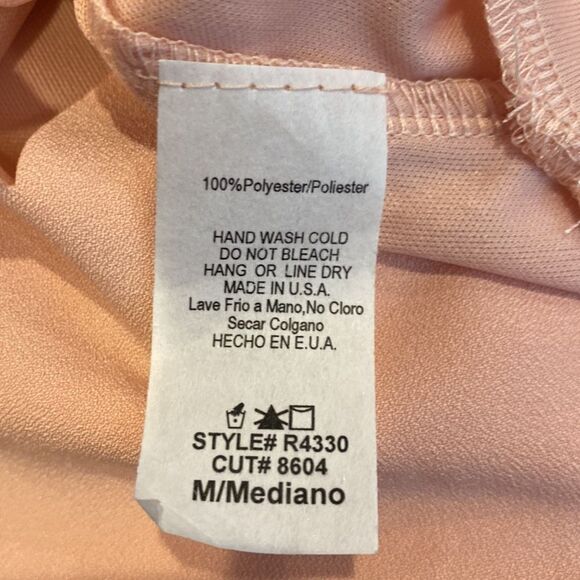 100%Polyester/Poliester
HAND WASH COLD
DO NOT BLEACH
HANG OR LINE DRY
MADE IN U.S.A.
Lave Frio a Mano,No Cloro
Secar Colgano
HECHO EN E.U.A.
STYLE# R4330
CUT# 8604
M/Mediano